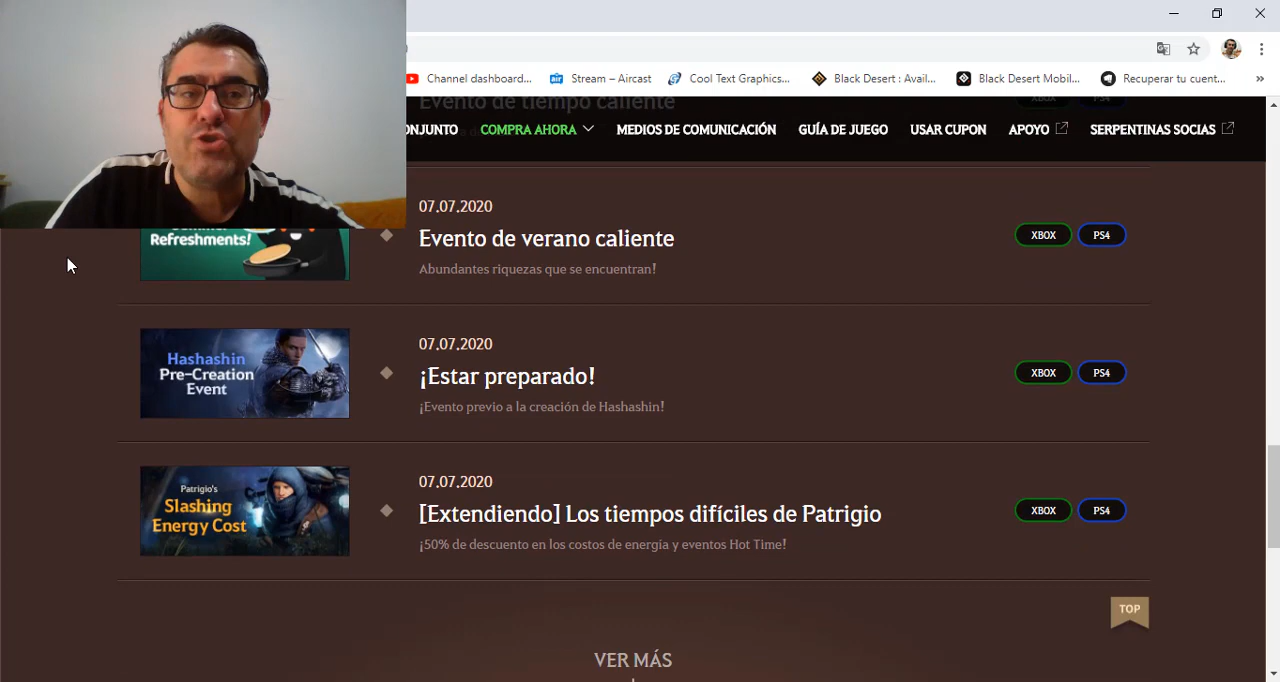 Channel dashboard...
Stream – Aircast
Cool Text Graphics...
Black Desert : Avail...
Black Desert Mobil...
Recuperar tu cuent...
»
Evento de tiempo caliente
XBOX PS4
ONJUNTO
COMPRA AHORA
MEDIOS DE COMUNICACIÓN
GUÍA DE JUEGO
USAR CUPON
APOYO
SERPENTINAS SOCIAS
Refreshments!
07.07.2020
Evento de verano caliente
Abundantes riquezas que se encuentran!
XBOX PS4
Hashashin
Pre-Creation
Event
07.07.2020
¡Estar preparado!
¡Evento previo a la creación de Hashashin!
XBOX PS4
Patrigio's
Slashing
Energy Cost
07.07.2020
[Extendiendo] Los tiempos difíciles de Patrigio
¡50% de descuento en los costos de energía y eventos Hot Time!
XBOX PS4
TOP
VER MÁS